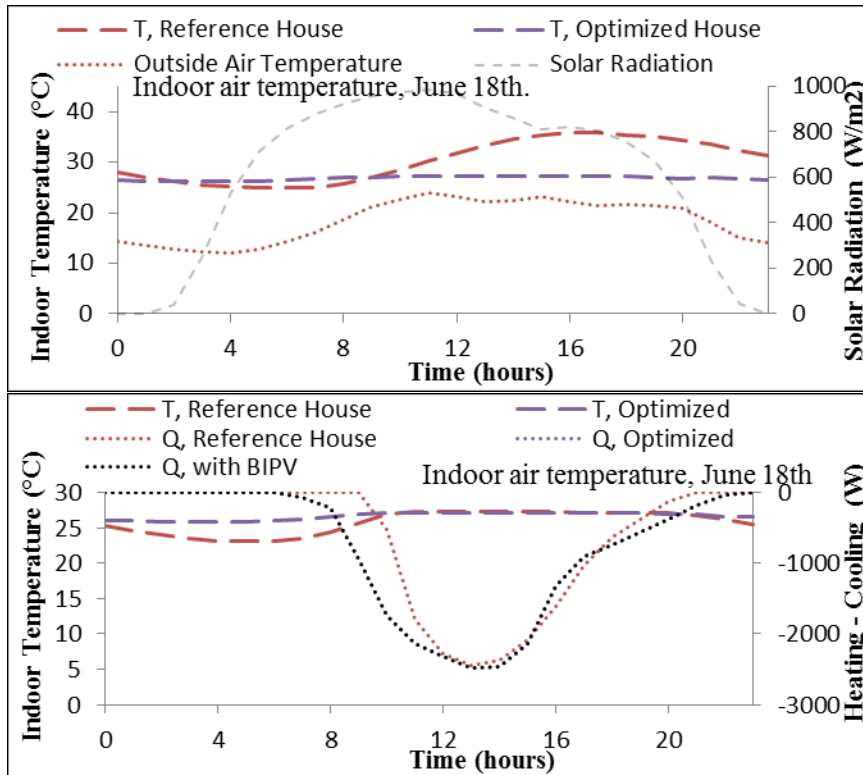 T, Reference House
T, Optimized House
Outside Air Temperature
Solar Radiation
Indoor air temperature, June 18th.
Indoor Temperature (°C)
40
30
20
10
0
1000
800
600
400
200
0
Solar Radiation (W/m2)
0 4 8 12 16 20
Time (hours)
T, Reference House
T, Optimized
Q, Reference House
Q, Optimized
Q, with BIPV
Indoor air temperature, June 18th
Indoor Temperature (°C)
30
25
20
15
10
5
0
0
-1000
-2000
-3000
Heating - Cooling (W)
0 4 8 12 16 20
Time (hours)